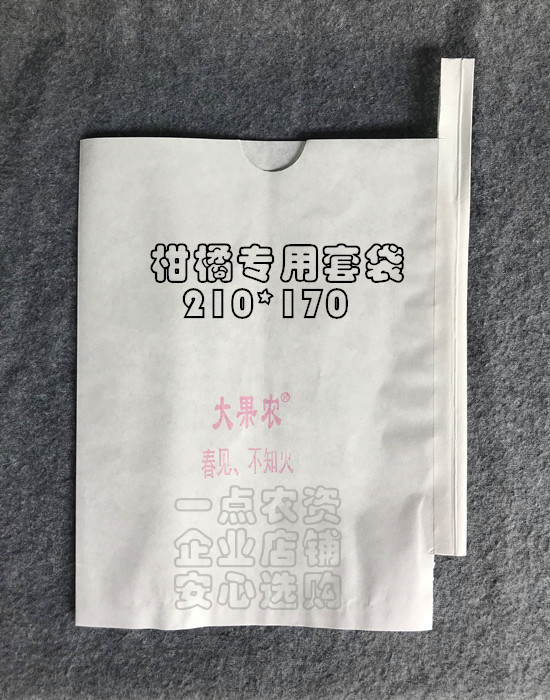 柑橘专用套袋
210*170
大果农®
春见、不知火
一点农资
企业店铺
安心选购